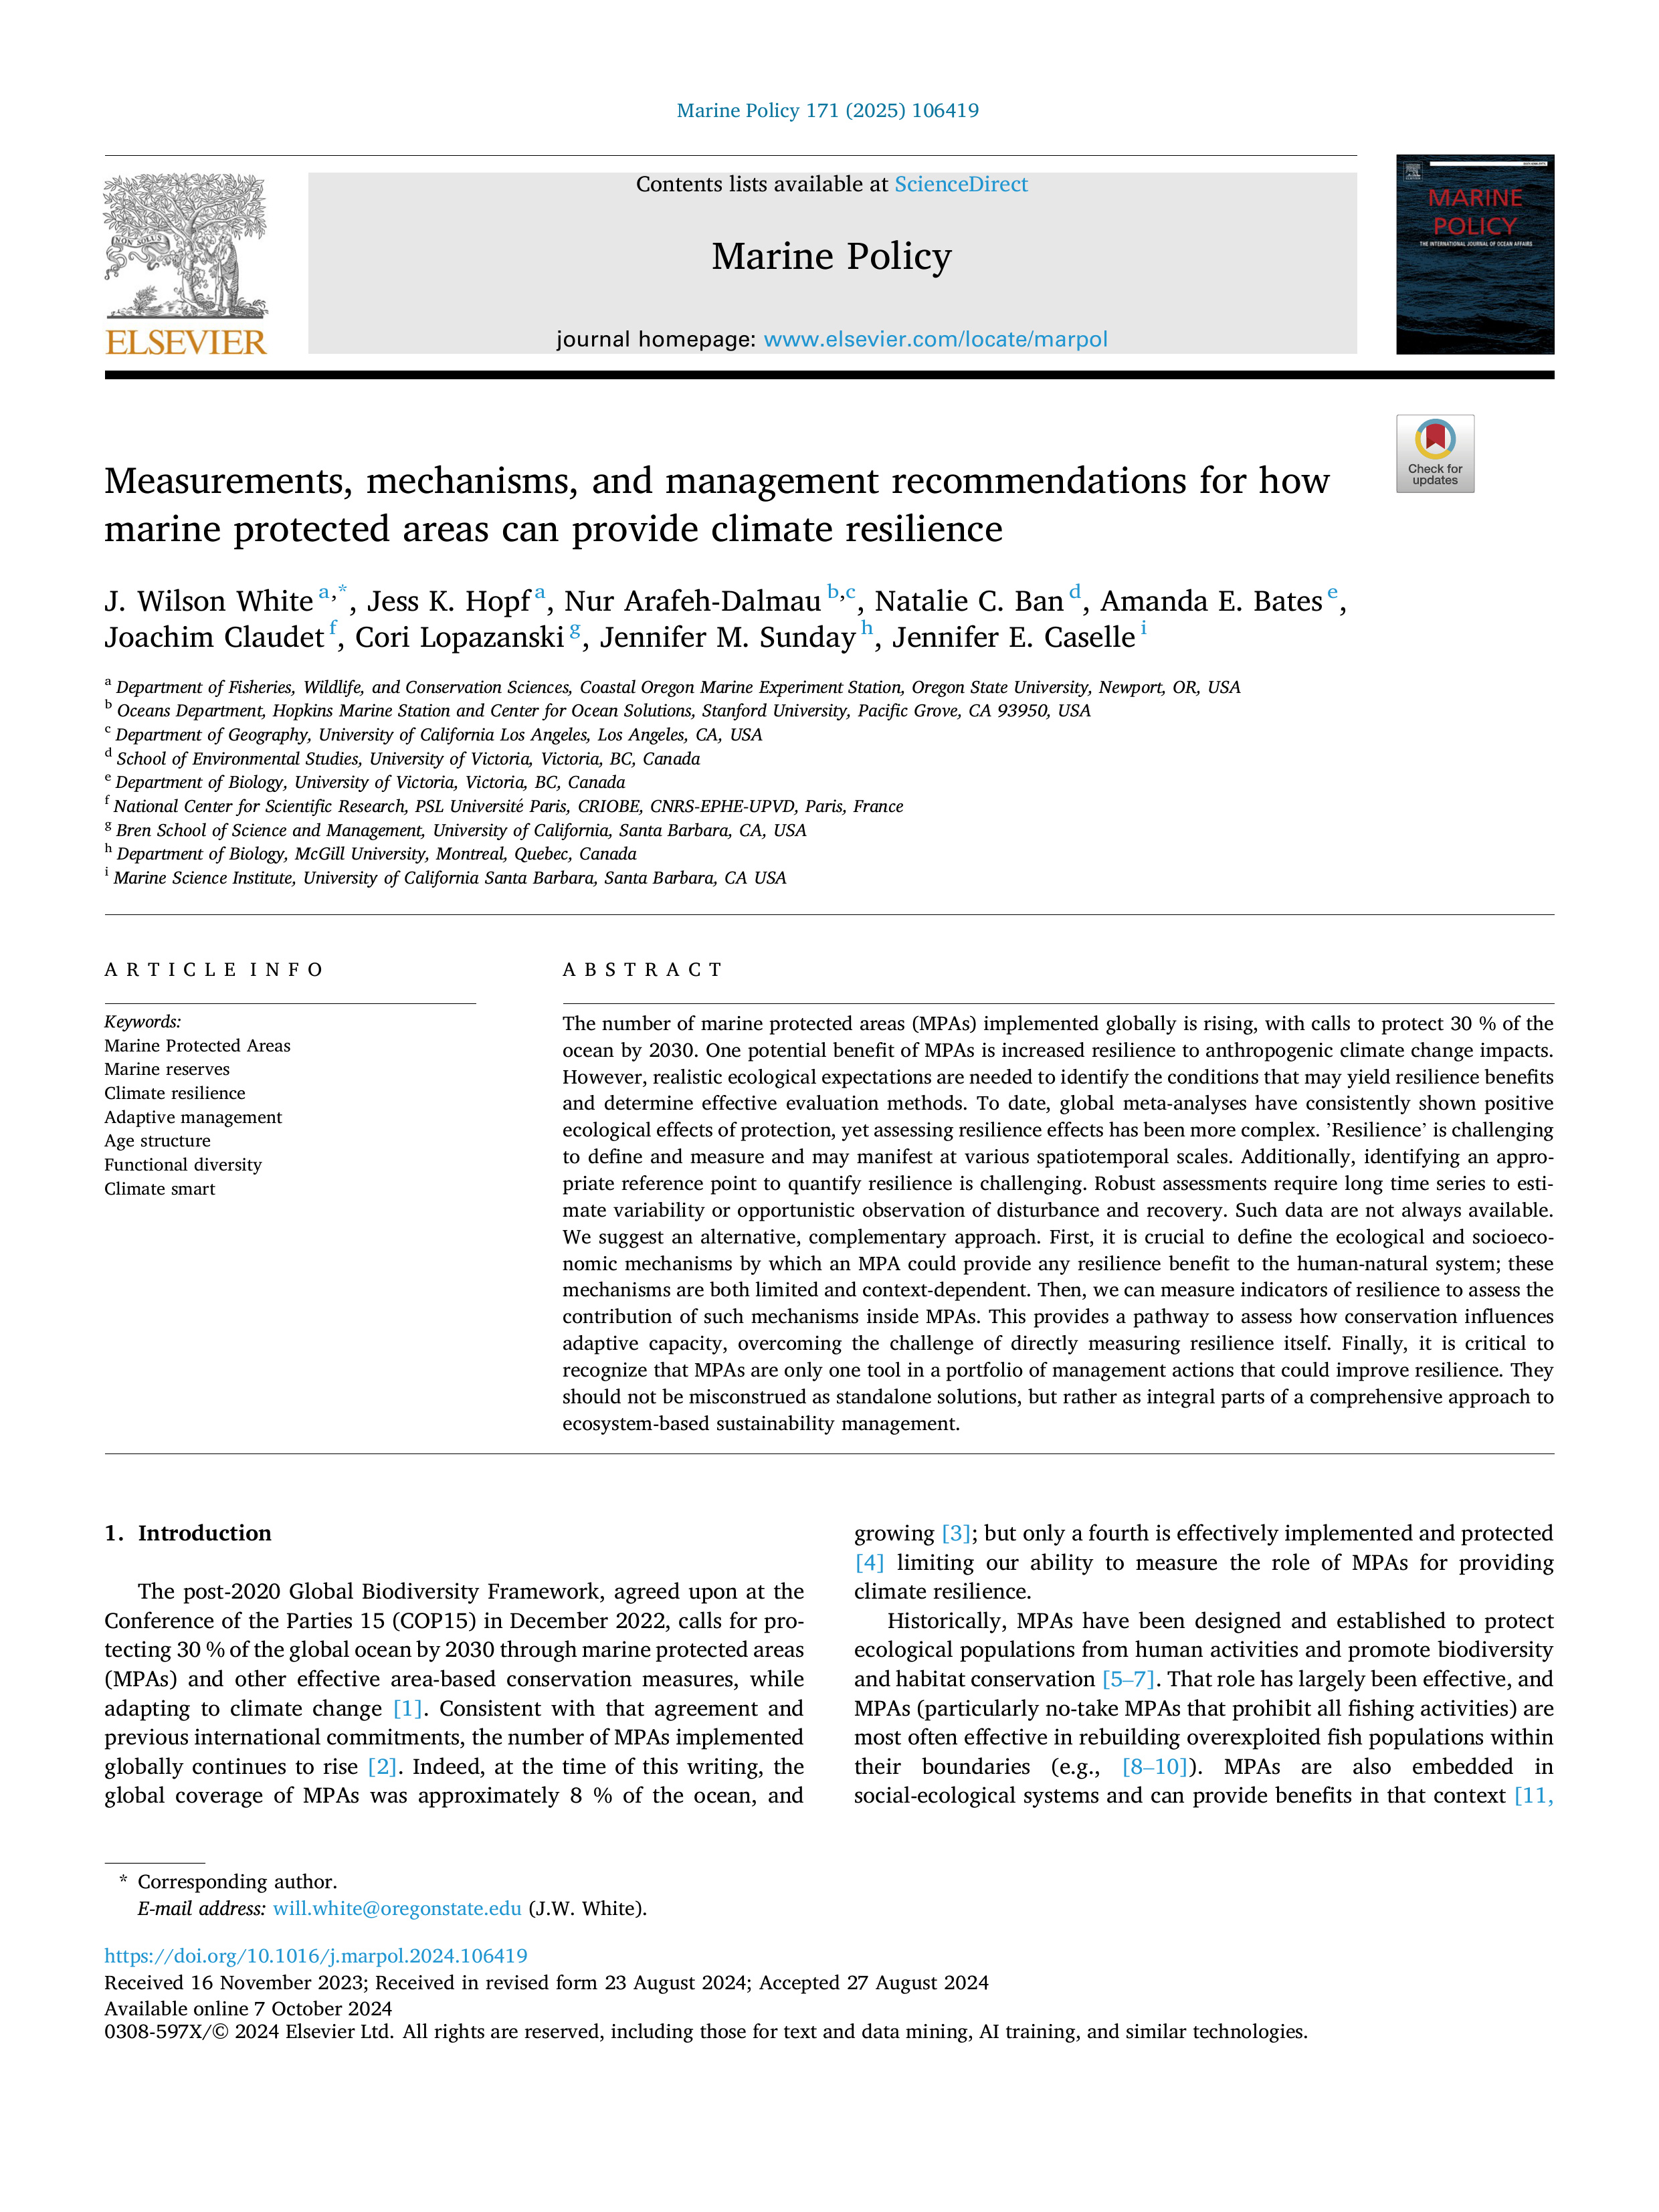 Marine Policy 171 (2025) 106419
Contents lists available at ScienceDirect
Marine Policy
journal homepage: www.elsevier.com/locate/marpol
NON SOLUS
ELSEVIER
MARINE
POLICY
THE INTERNATIONAL JOURNAL OF OCEAN AFFAIRS
Check for
updates
Measurements, mechanisms, and management recommendations for how
marine protected areas can provide climate resilience
J. Wilson White a,*, Jess K. Hopf a, Nur Arafeh-Dalmau b,c, Natalie C. Ban d, Amanda E. Bates e,
Joachim Claudet f, Cori Lopazanski g, Jennifer M. Sunday h, Jennifer E. Caselle i
a Department of Fisheries, Wildlife, and Conservation Sciences, Coastal Oregon Marine Experiment Station, Oregon State University, Newport, OR, USA
b Oceans Department, Hopkins Marine Station and Center for Ocean Solutions, Stanford University, Pacific Grove, CA 93950, USA
c Department of Geography, University of California Los Angeles, Los Angeles, CA, USA
d School of Environmental Studies, University of Victoria, Victoria, BC, Canada
e Department of Biology, University of Victoria, Victoria, BC, Canada
f National Center for Scientific Research, PSL Université Paris, CRIOBE, CNRS-EPHE-UPVD, Paris, France
g Bren School of Science and Management, University of California, Santa Barbara, CA, USA
h Department of Biology, McGill University, Montreal, Quebec, Canada
i Marine Science Institute, University of California Santa Barbara, Santa Barbara, CA USA
ARTICLE INFO
Keywords:
Marine Protected Areas
Marine reserves
Climate resilience
Adaptive management
Age structure
Functional diversity
Climate smart
ABSTRACT
The number of marine protected areas (MPAs) implemented globally is rising, with calls to protect 30 % of the
ocean by 2030. One potential benefit of MPAs is increased resilience to anthropogenic climate change impacts.
However, realistic ecological expectations are needed to identify the conditions that may yield resilience benefits
and determine effective evaluation methods. To date, global meta-analyses have consistently shown positive
ecological effects of protection, yet assessing resilience effects has been more complex. ’Resilience’ is challenging
to define and measure and may manifest at various spatiotemporal scales. Additionally, identifying an appro-
priate reference point to quantify resilience is challenging. Robust assessments require long time series to esti-
mate variability or opportunistic observation of disturbance and recovery. Such data are not always available.
We suggest an alternative, complementary approach. First, it is crucial to define the ecological and socioeco-
nomic mechanisms by which an MPA could provide any resilience benefit to the human-natural system; these
mechanisms are both limited and context-dependent. Then, we can measure indicators of resilience to assess the
contribution of such mechanisms inside MPAs. This provides a pathway to assess how conservation influences
adaptive capacity, overcoming the challenge of directly measuring resilience itself. Finally, it is critical to
recognize that MPAs are only one tool in a portfolio of management actions that could improve resilience. They
should not be misconstrued as standalone solutions, but rather as integral parts of a comprehensive approach to
ecosystem-based sustainability management.
1. Introduction
The post-2020 Global Biodiversity Framework, agreed upon at the
Conference of the Parties 15 (COP15) in December 2022, calls for pro-
tecting 30 % of the global ocean by 2030 through marine protected areas
(MPAs) and other effective area-based conservation measures, while
adapting to climate change [1]. Consistent with that agreement and
previous international commitments, the number of MPAs implemented
globally continues to rise [2]. Indeed, at the time of this writing, the
global coverage of MPAs was approximately 8 % of the ocean, and
growing [3]; but only a fourth is effectively implemented and protected
[4] limiting our ability to measure the role of MPAs for providing
climate resilience.
Historically, MPAs have been designed and established to protect
ecological populations from human activities and promote biodiversity
and habitat conservation [5–7]. That role has largely been effective, and
MPAs (particularly no-take MPAs that prohibit all fishing activities) are
most often effective in rebuilding overexploited fish populations within
their boundaries (e.g., [8–10]). MPAs are also embedded in
social-ecological systems and can provide benefits in that context [11,
* Corresponding author.
E-mail address: will.white@oregonstate.edu (J.W. White).
https://doi.org/10.1016/j.marpol.2024.106419
Received 16 November 2023; Received in revised form 23 August 2024; Accepted 27 August 2024
Available online 7 October 2024
0308-597X/© 2024 Elsevier Ltd. All rights are reserved, including those for text and data mining, AI training, and similar technologies.